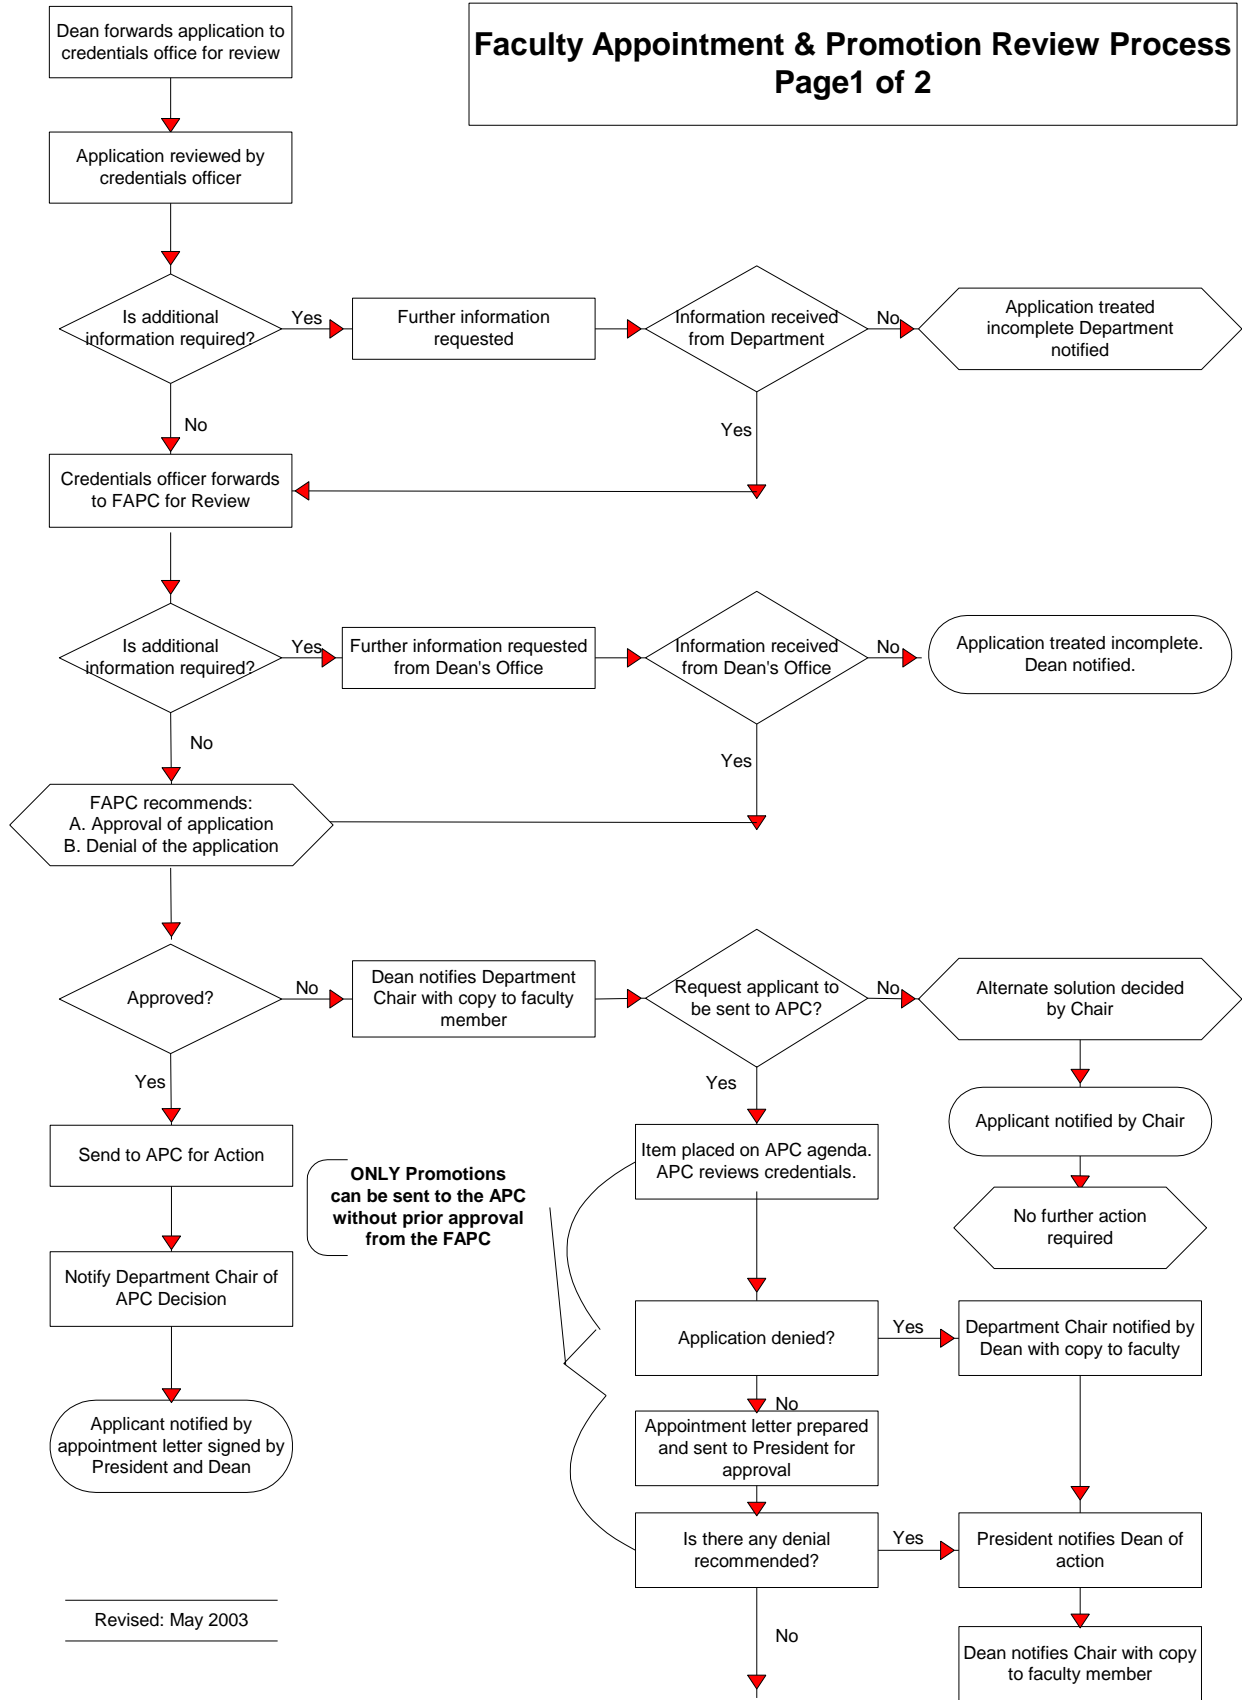 Faculty Appointment & Promotion Review Process
Page1 of 2
Dean forwards application to
credentials office for review
Application reviewed by
credentials officer
Is additional
information required?
Yes
Further information
requested
Information received
from Department
No
Application treated
incomplete Department
notified
No
Yes
Credentials officer forwards
to FAPC for Review
Is additional
information required?
Yes
Further information requested
from Dean's Office
Information received
from Dean's Office
No
Application treated incomplete.
Dean notified.
No
Yes
FAPC recommends:
A. Approval of application
B. Denial of the application
Approved?
No
Dean notifies Department
Chair with copy to faculty
member
Request applicant to
be sent to APC?
No
Alternate solution decided
by Chair
Yes
Yes
Applicant notified by Chair
Send to APC for Action
ONLY Promotions
can be sent to the APC
without prior approval
from the FAPC
Item placed on APC agenda.
APC reviews credentials.
No further action
required
Notify Department Chair of
APC Decision
Application denied?
Yes
Department Chair notified by
Dean with copy to faculty
No
Applicant notified by
appointment letter signed by
President and Dean
Appointment letter prepared
and sent to President for
approval
Is there any denial
recommended?
Yes
President notifies Dean of
action
Revised: May 2003
No
Dean notifies Chair with copy
to faculty member